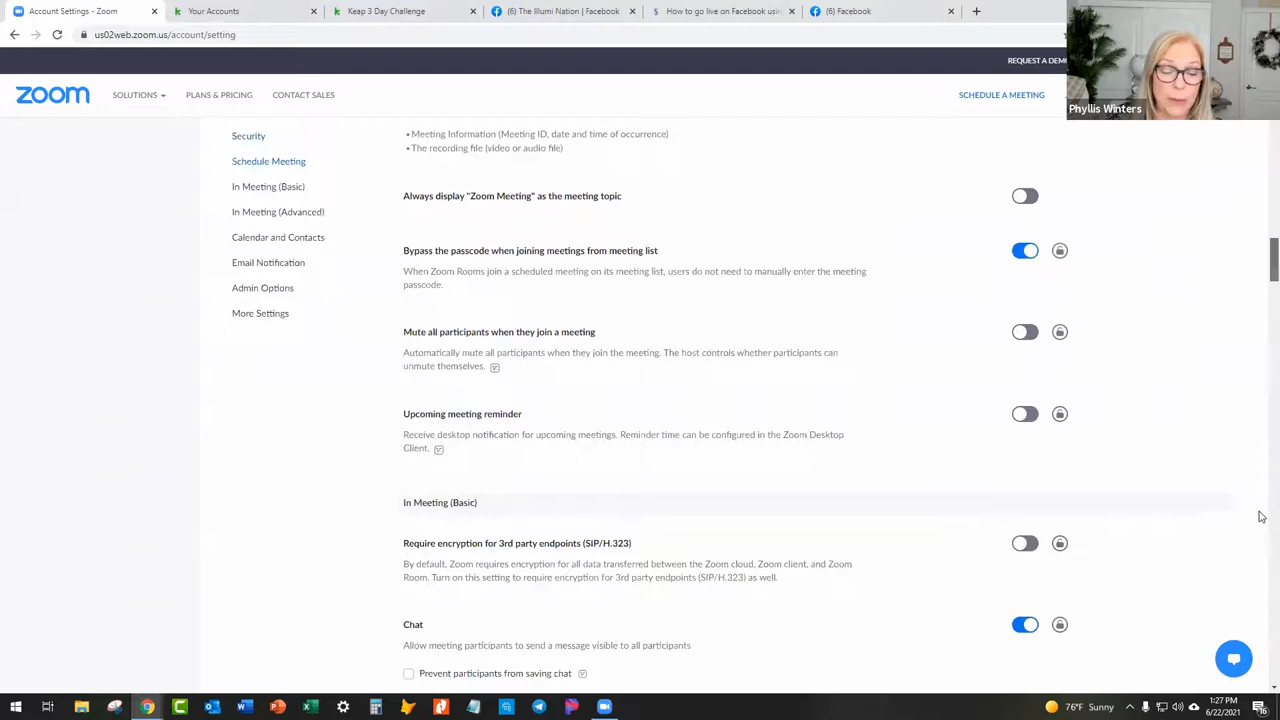 Account Settings - Zoom
Your Accounts
Keap 3 Day Challenge
(6) The Illumi Nation | Facebook
How to go live on Facebook usin
(6) Facebook
us02web.zoom.us/account/setting
REQUEST A DEMO
zoom
SOLUTIONS
PLANS & PRICING
CONTACT SALES
SCHEDULE A MEETING
Phyllis Winters
Security
Schedule Meeting
In Meeting (Basic)
In Meeting (Advanced)
Calendar and Contacts
Email Notification
Admin Options
More Settings
• Meeting Information (Meeting ID, date and time of occurrence)
• The recording file (video or audio file)
Always display "Zoom Meeting" as the meeting topic
Bypass the passcode when joining meetings from meeting list
When Zoom Rooms join a scheduled meeting on its meeting list, users do not need to manually enter the meeting
passcode.
Mute all participants when they join a meeting
Automatically mute all participants when they join the meeting. The host controls whether participants can
unmute themselves.
Upcoming meeting reminder
Receive desktop notification for upcoming meetings. Reminder time can be configured in the Zoom Desktop
Client.
In Meeting (Basic)
Require encryption for 3rd party endpoints (SIP/H.323)
By default, Zoom requires encryption for all data transferred between the Zoom cloud, Zoom client, and Zoom
Room. Turn on this setting to require encryption for 3rd party endpoints (SIP/H.323) as well.
Chat
Allow meeting participants to send a message visible to all participants
Prevent participants from saving chat
76°F Sunny
1:27 PM
6/22/2021